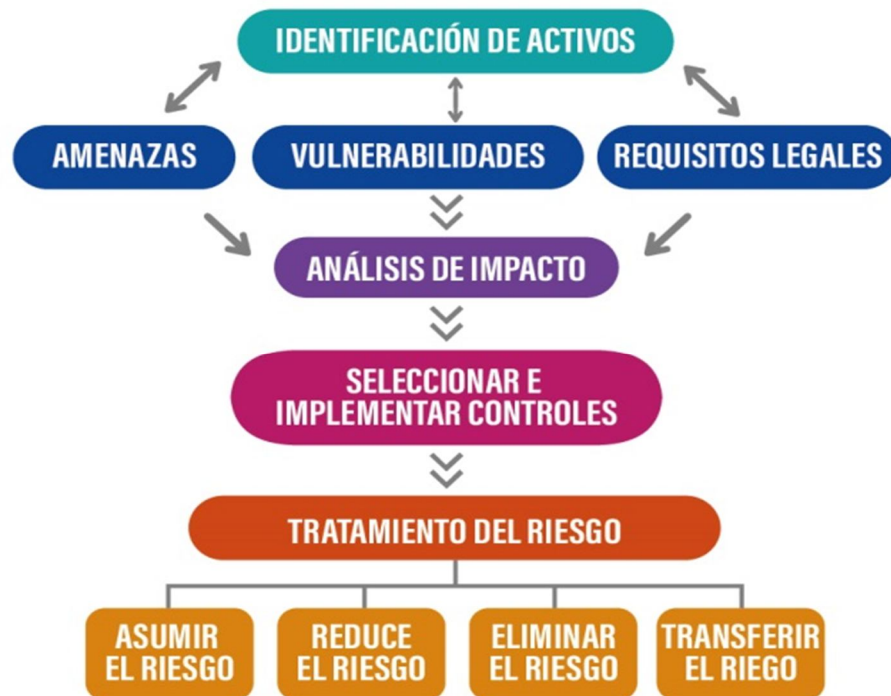 IDENTIFICACIÓN DE ACTIVOS
AMENAZAS
VULNERABILIDADES
REQUISITOS LEGALES
ANÁLISIS DE IMPACTO
SELECCIONAR E
IMPLEMENTAR CONTROLES
TRATAMIENTO DEL RIESGO
ASUMIR
EL RIESGO
REDUCE
EL RIESGO
ELIMINAR
EL RIESGO
TRANSFERIR
EL RIEGO